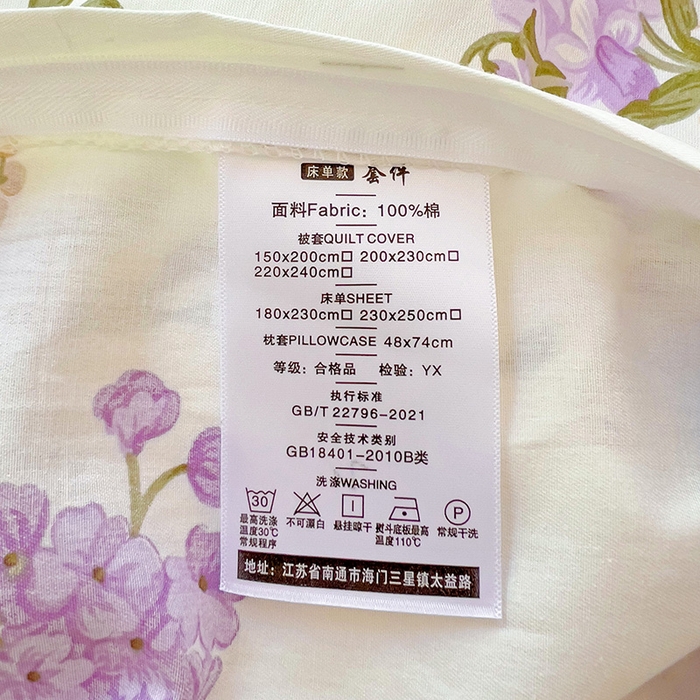 床单款 套件
面料Fabric: 100%棉
被套QUILT COVER
150x200cm□ 200x230cm□
220x240cm□
床单SHEET
180x230cm□ 230x250cm□
枕套PILLOWCASE 48x74cm
等级: 合格品 检验: YX
执行标准
GB/T 22796-2021
安全技术类别
GB18401-2010B类
洗涤WASHING
30 P
最高洗涤 不可漂白 悬挂晾干 熨斗底板最高 常规干洗
温度30℃ 温度110℃
常规程序
地址: 江苏省南通市海门三星镇太益路